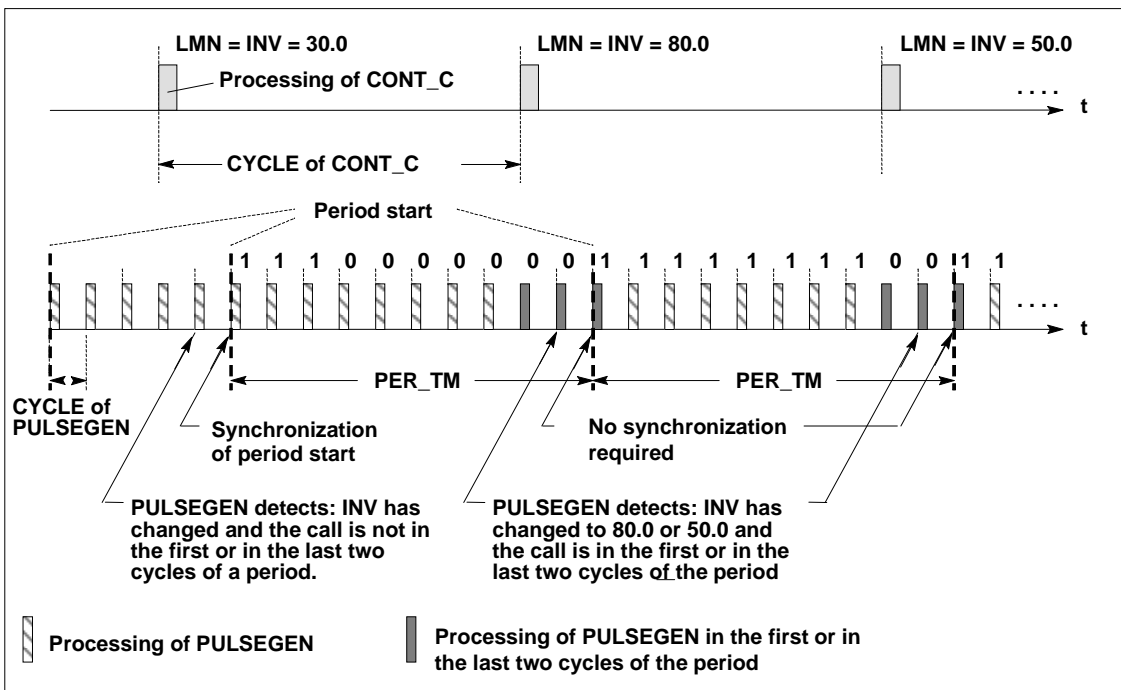 LMN = INV = 30.0 LMN = INV = 80.0 LMN = INV = 50.0
Processing of CONT_C
. . . .
t
CYCLE of CONT_C
Period start
1 1 1 0 0 0 0 0 0 0 1 1 1 1 1 1 1 1 0 0 1 1
. . . .
t
PER_TM PER_TM
CYCLE of
PULSEGEN
Synchronization
of period start
No synchronization
required
PULSEGEN detects: INV has
changed and the call is not in
the first or in the last two
cycles of a period.
PULSEGEN detects: INV has
changed to 80.0 or 50.0 and
the call is in the first or in the
last two cycles of the period
Processing of PULSEGEN
Processing of PULSEGEN in the first or in
the last two cycles of the period